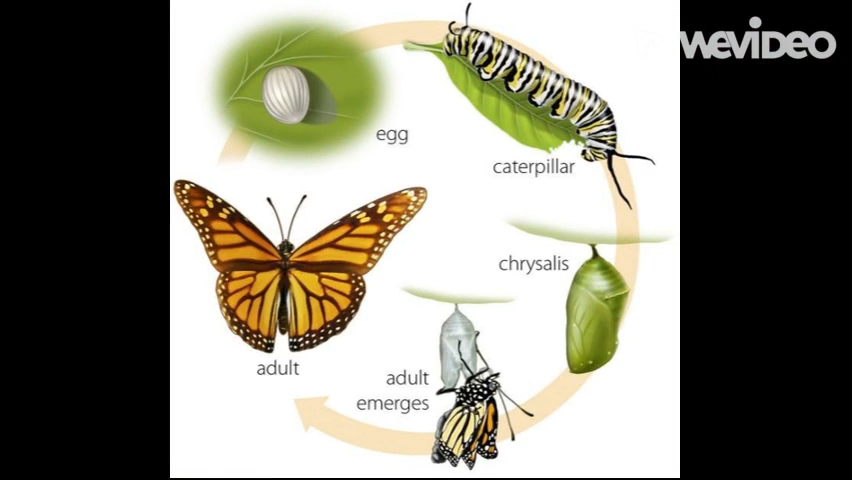 WEVIDEO
egg
caterpillar
chrysalis
adult
adult
emerges